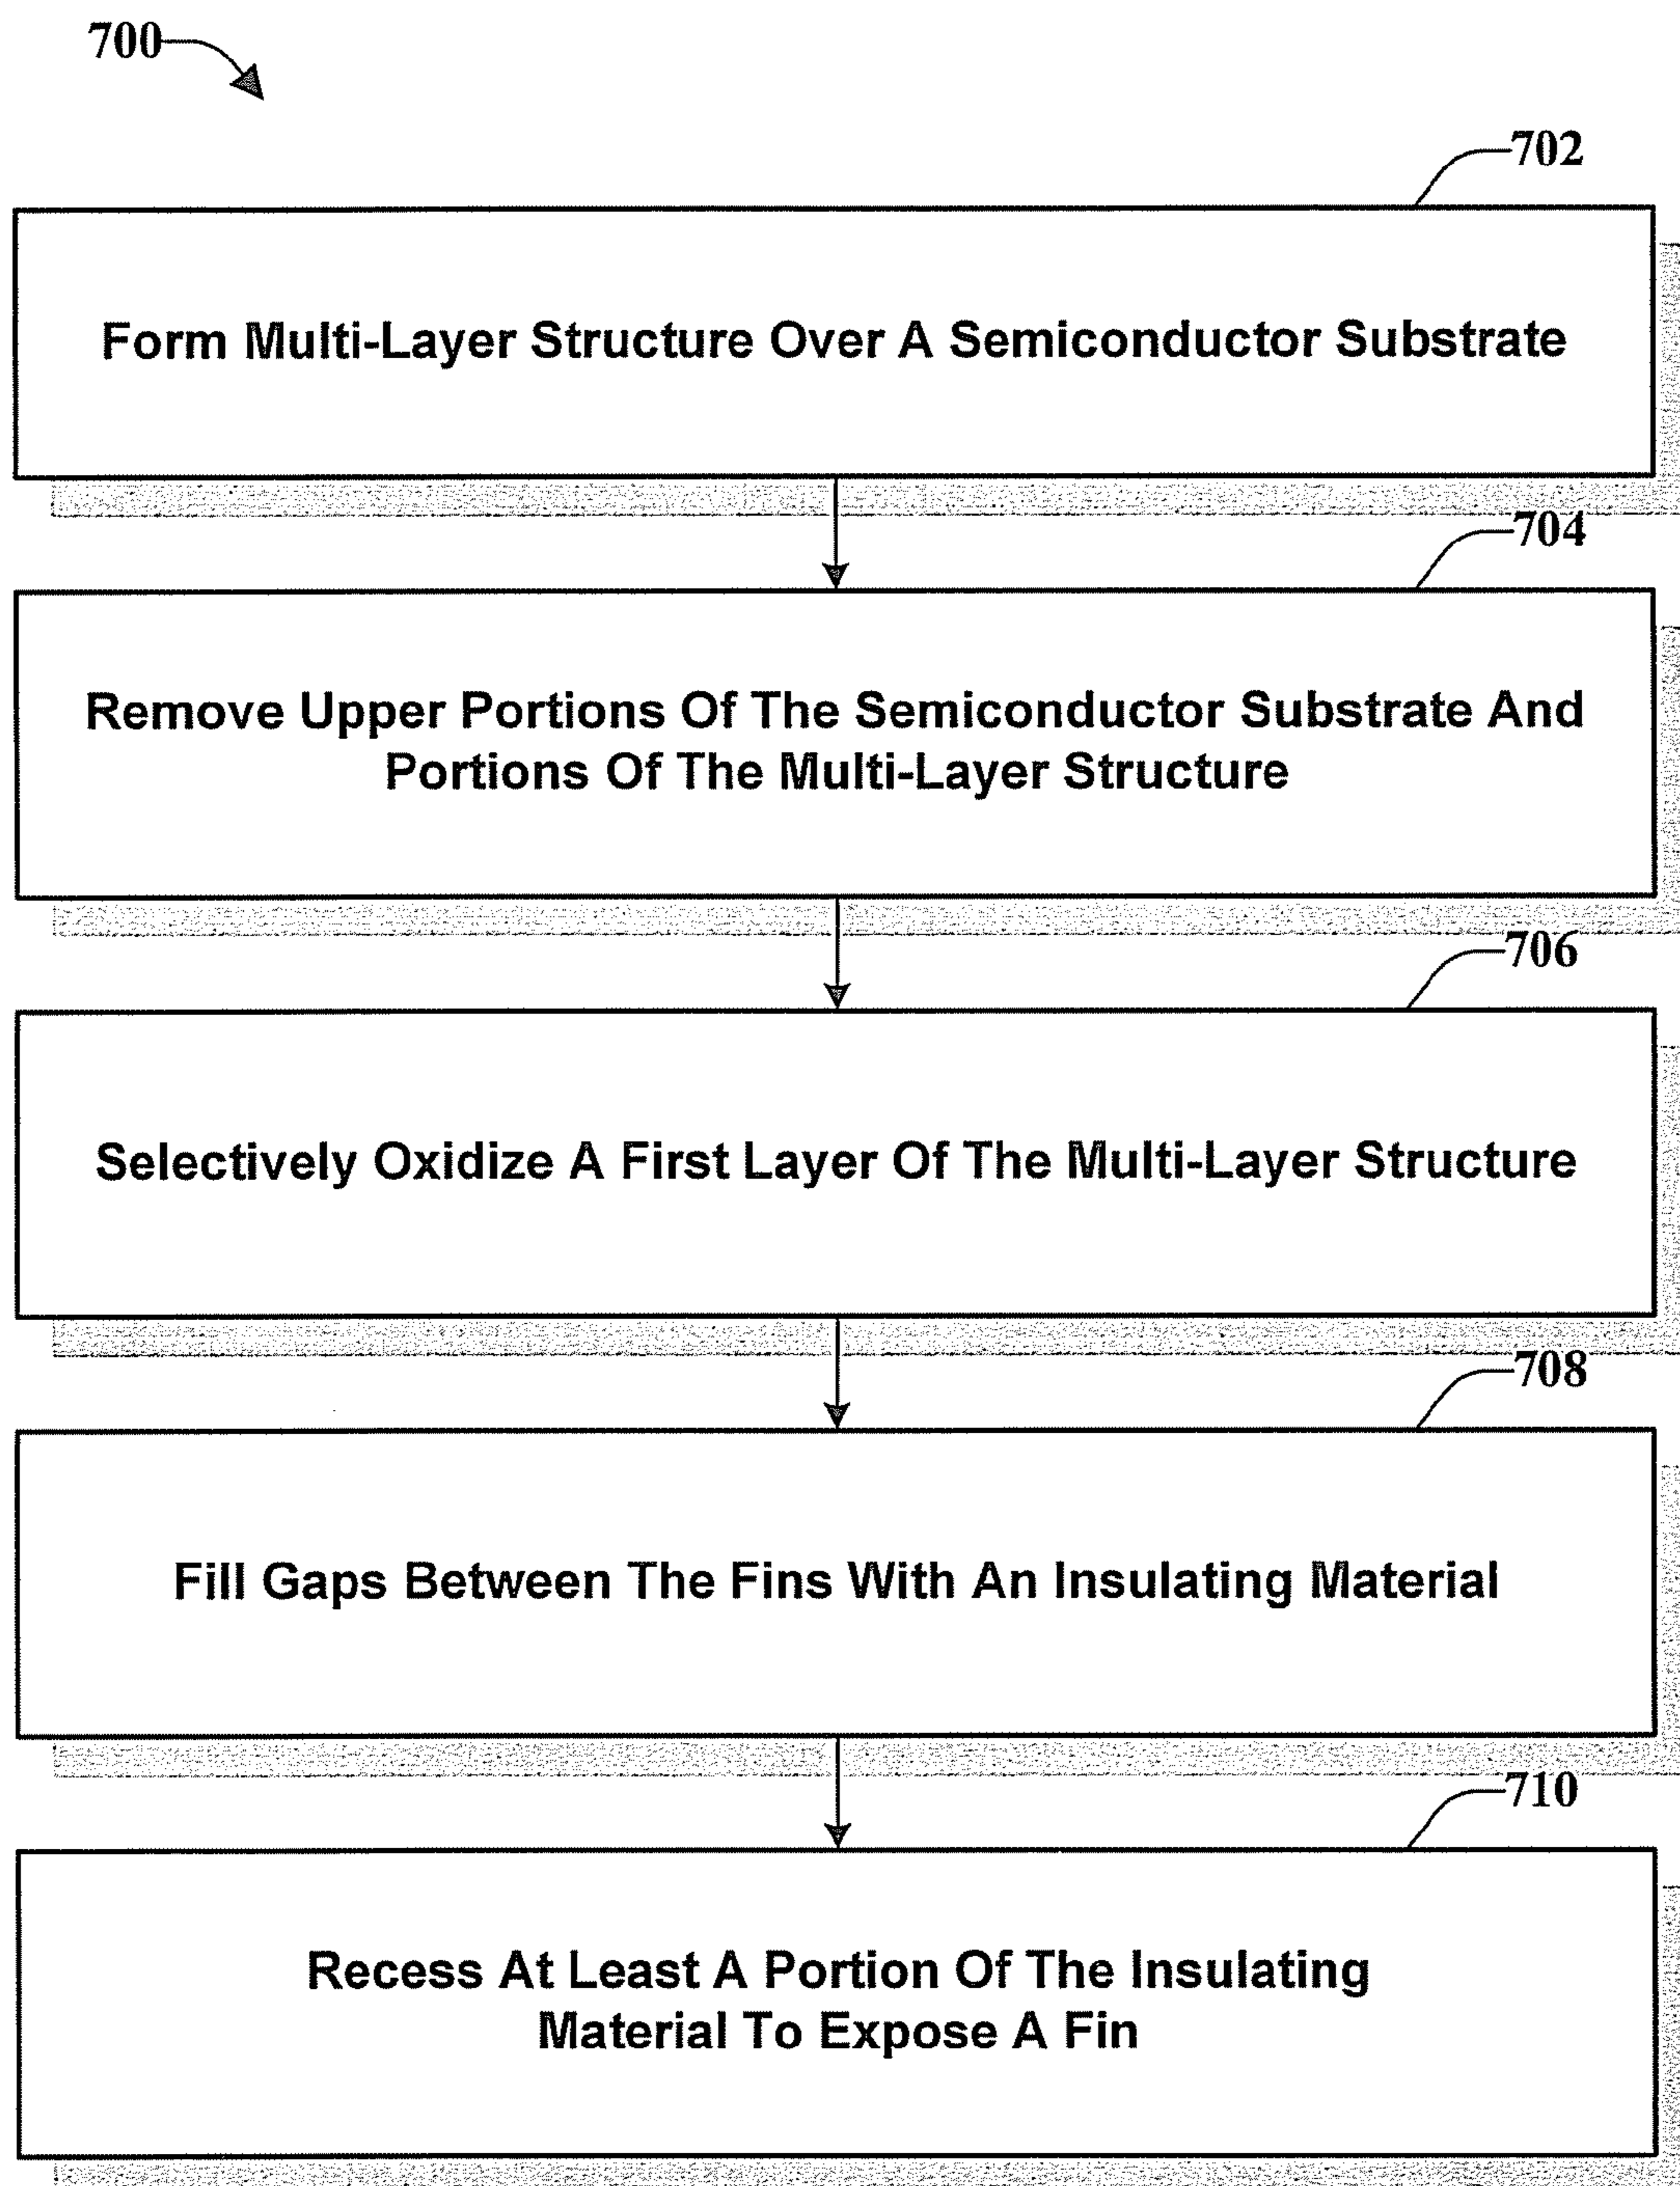 700
702
Form Multi-Layer Structure Over A Semiconductor Substrate
704
Remove Upper Portions Of The Semiconductor Substrate And
Portions Of The Multi-Layer Structure
706
Selectively Oxidize A First Layer Of The Multi-Layer Structure
708
Fill Gaps Between The Fins With An Insulating Material
710
Recess At Least A Portion Of The Insulating
Material To Expose A Fin